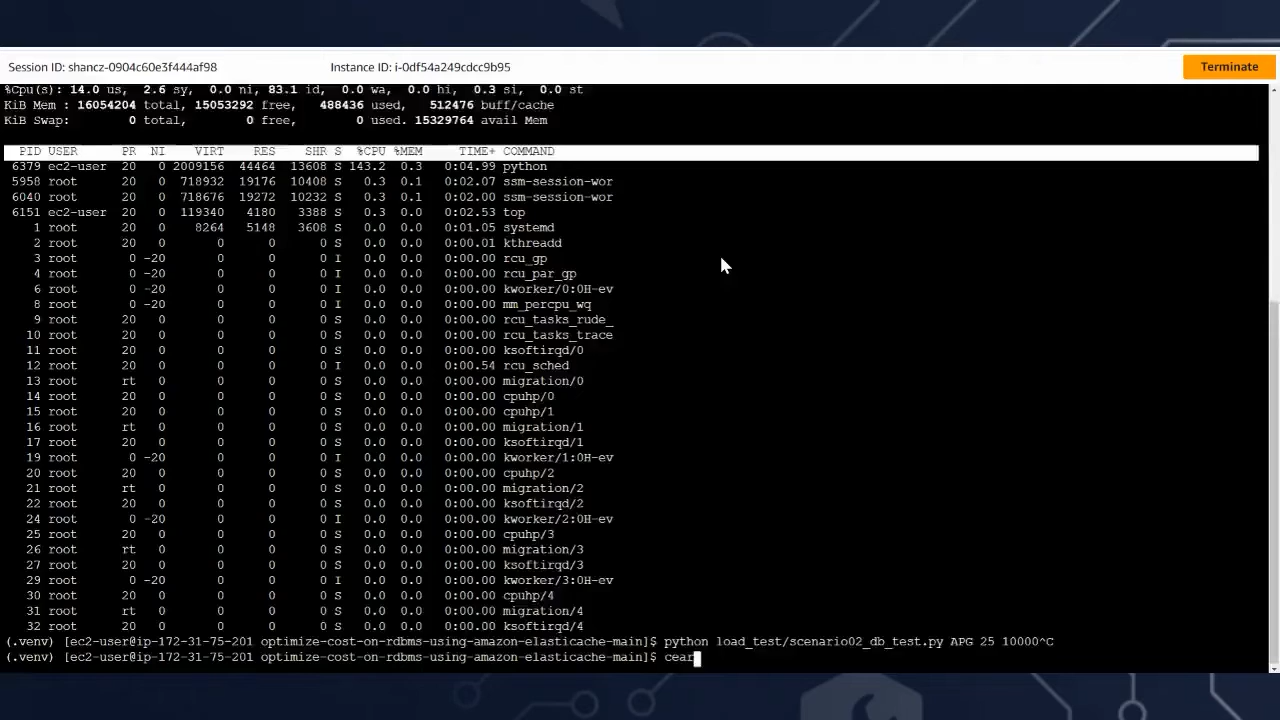 Session ID: shancz-0904c60e3f444af98 Instance ID: i-0df54a249cdcc9b95 Terminate
%Cpu(s): 14.0 us, 2.6 sy, 0.0 ni, 83.1 id, 0.0 wa, 0.0 hi, 0.3 si, 0.0 st
KiB Mem : 16054204 total, 15053292 free, 488436 used, 512476 buff/cache
KiB Swap: 0 total, 0 free, 0 used. 15329764 avail Mem
PID USER PR NI VIRT RES SHR S %CPU %MEM TIME+ COMMAND
6379 ec2-user 20 0 2009156 44464 13608 S 143.2 0.3 0:04.99 python
5958 root 20 0 718932 19176 10408 S 0.3 0.1 0:02.07 ssm-session-wor
6040 root 20 0 718676 19272 10232 S 0.3 0.1 0:02.00 ssm-session-wor
6151 ec2-user 20 0 119340 4180 3388 S 0.3 0.0 0:02.53 top
1 root 20 0 8264 5148 3608 S 0.0 0.0 0:01.05 systemd
2 root 20 0 0 0 0 S 0.0 0.0 0:00.01 kthreadd
3 root 0 -20 0 0 0 I 0.0 0.0 0:00.00 rcu_gp
4 root 0 -20 0 0 0 I 0.0 0.0 0:00.00 rcu_par_gp
6 root 0 -20 0 0 0 I 0.0 0.0 0:00.00 kworker/0:0H-ev
8 root 0 -20 0 0 0 I 0.0 0.0 0:00.00 mm_percpu_wq
9 root 20 0 0 0 0 S 0.0 0.0 0:00.00 rcu_tasks_rude_
10 root 20 0 0 0 0 S 0.0 0.0 0:00.00 rcu_tasks_trace
11 root 20 0 0 0 0 S 0.0 0.0 0:00.00 ksoftirqd/0
12 root 20 0 0 0 0 I 0.0 0.0 0:00.54 rcu_sched
13 root rt 0 0 0 0 S 0.0 0.0 0:00.00 migration/0
14 root 20 0 0 0 0 S 0.0 0.0 0:00.00 cpuhp/0
15 root 20 0 0 0 0 S 0.0 0.0 0:00.00 cpuhp/1
16 root rt 0 0 0 0 S 0.0 0.0 0:00.00 migration/1
17 root 20 0 0 0 0 S 0.0 0.0 0:00.00 ksoftirqd/1
19 root 0 -20 0 0 0 I 0.0 0.0 0:00.00 kworker/1:0H-ev
20 root 20 0 0 0 0 S 0.0 0.0 0:00.00 cpuhp/2
21 root rt 0 0 0 0 S 0.0 0.0 0:00.00 migration/2
22 root 20 0 0 0 0 S 0.0 0.0 0:00.00 ksoftirqd/2
24 root 0 -20 0 0 0 I 0.0 0.0 0:00.00 kworker/2:0H-ev
25 root 20 0 0 0 0 S 0.0 0.0 0:00.00 cpuhp/3
26 root rt 0 0 0 0 S 0.0 0.0 0:00.00 migration/3
27 root 20 0 0 0 0 S 0.0 0.0 0:00.00 ksoftirqd/3
29 root 0 -20 0 0 0 I 0.0 0.0 0:00.00 kworker/3:0H-ev
30 root 20 0 0 0 0 S 0.0 0.0 0:00.00 cpuhp/4
31 root rt 0 0 0 0 S 0.0 0.0 0:00.00 migration/4
32 root 20 0 0 0 0 S 0.0 0.0 0:00.00 ksoftirqd/4
(.venv) [ec2-user@ip-172-31-75-201 optimize-cost-on-rdbms-using-amazon-elasticache-main]$ python load_test/scenario02_db_test.py APG 25 10000^C
(.venv) [ec2-user@ip-172-31-75-201 optimize-cost-on-rdbms-using-amazon-elasticache-main]$ cear